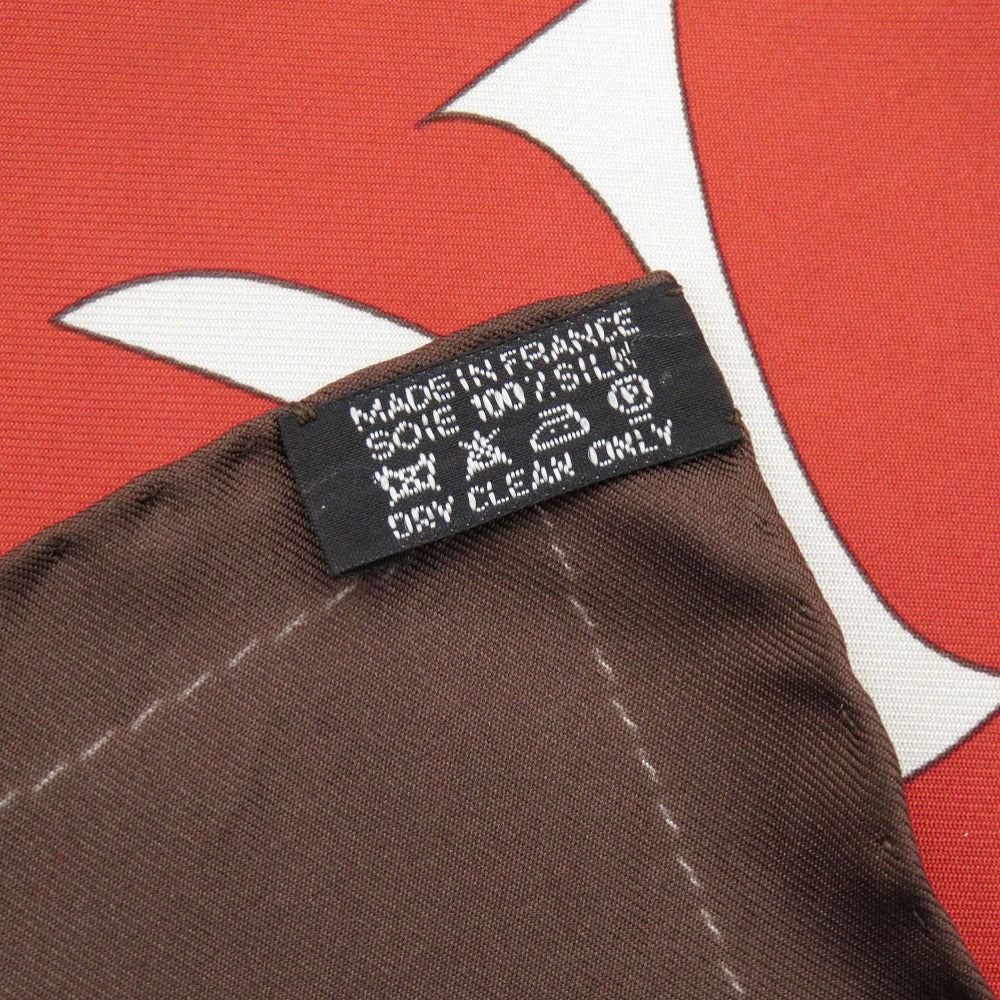 MADE IN FRANCE
SOIE 100% SILK
P
DRY CLEAN ONLY